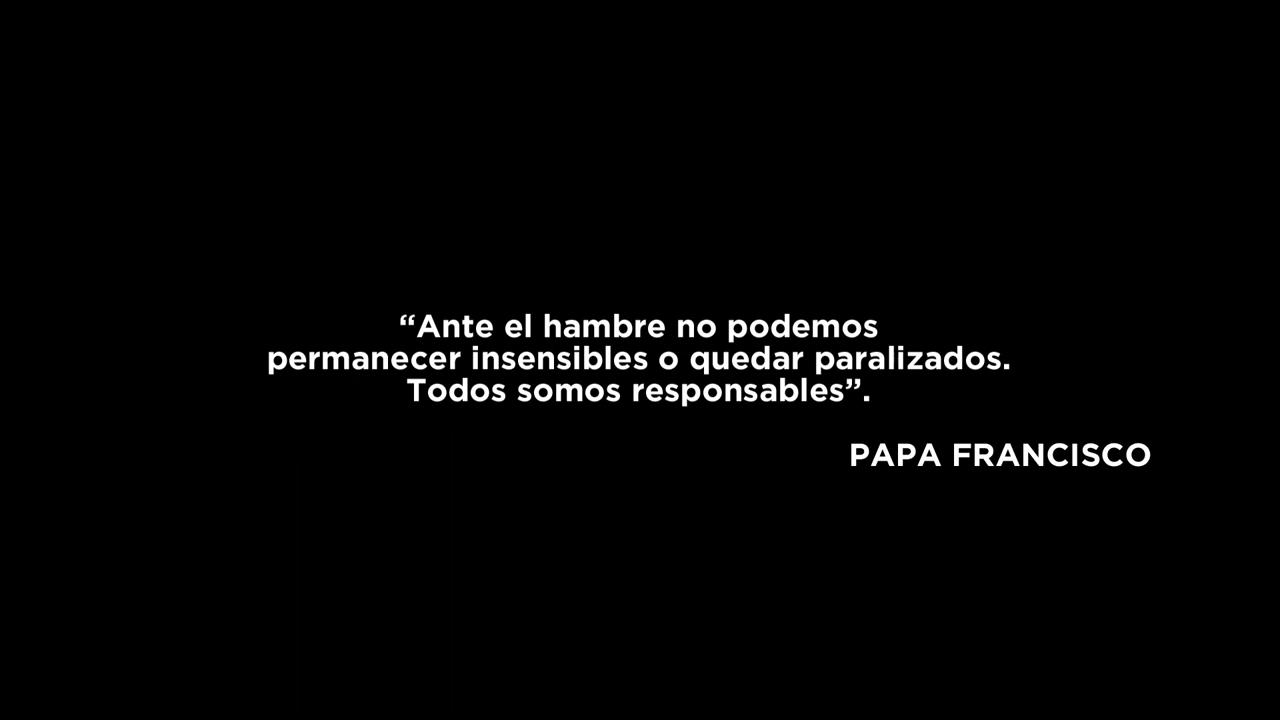 “Ante el hambre no podemos
permanecer insensibles o quedar paralizados.
Todos somos responsables”.
PAPA FRANCISCO